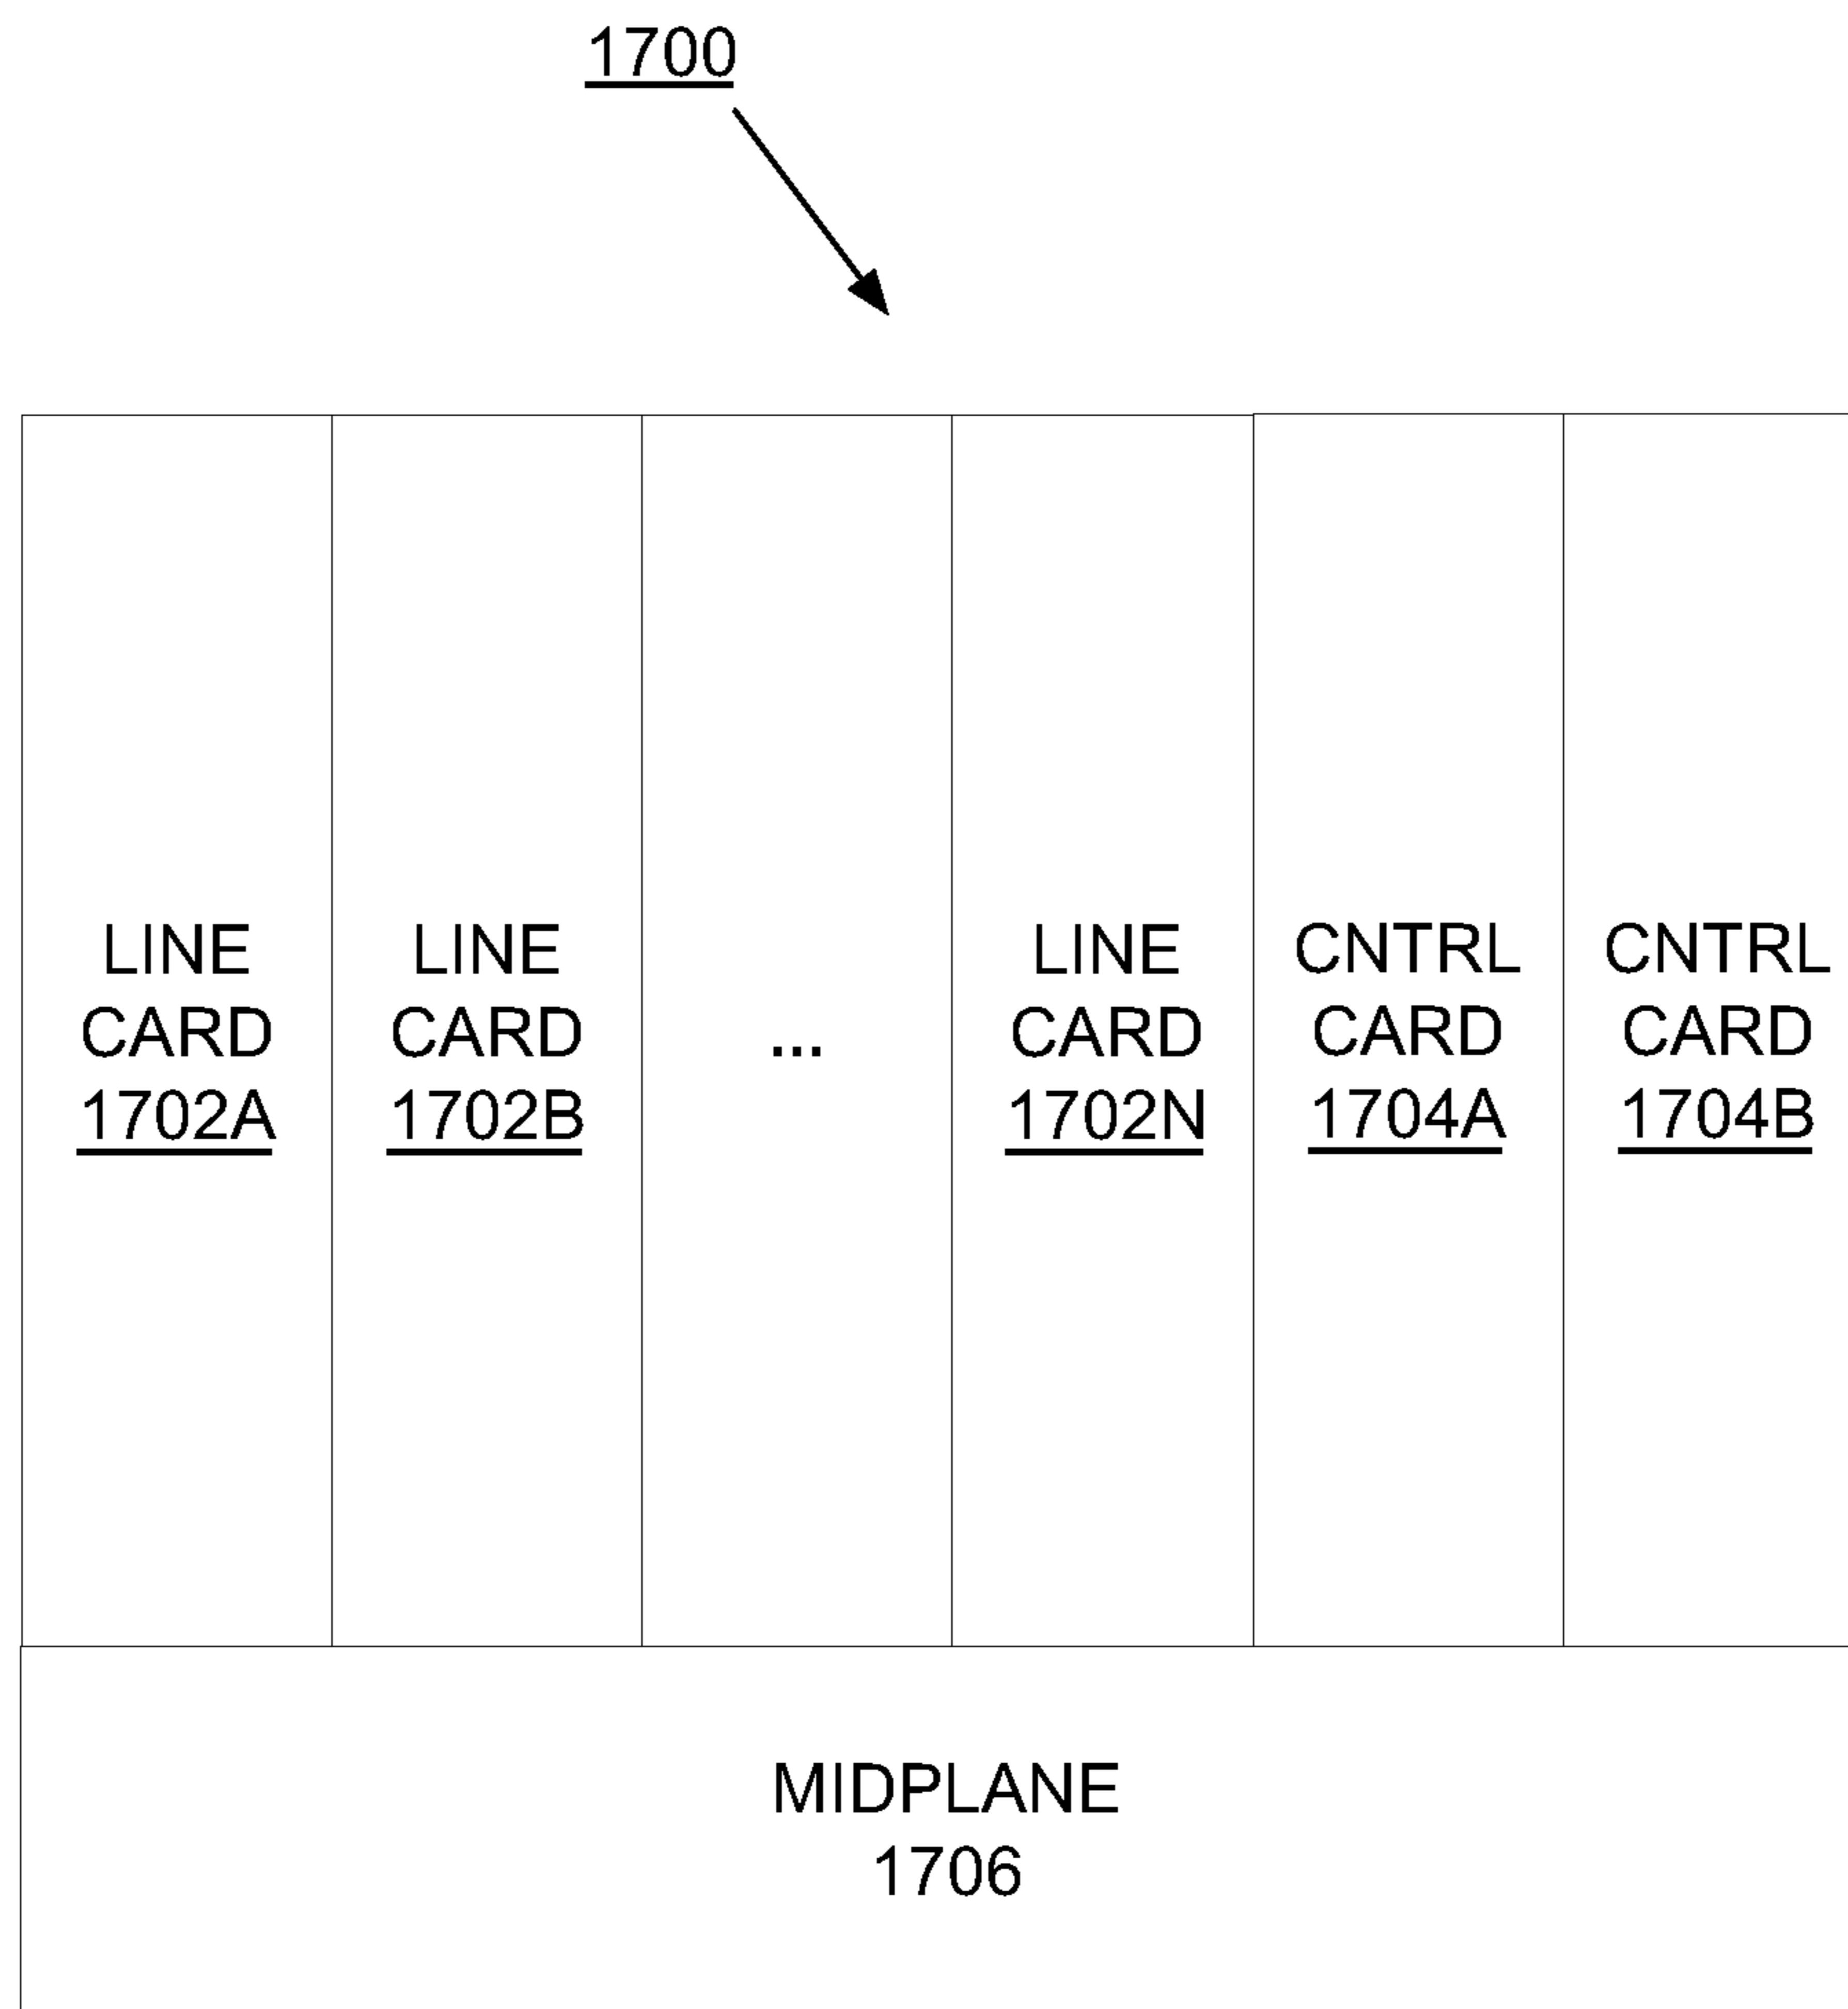 1700
LINE
CARD
1702A
LINE
CARD
1702B
...
LINE
CARD
1702N
CNTRL
CARD
1704A
CNTRL
CARD
1704B
MIDPLANE
1706